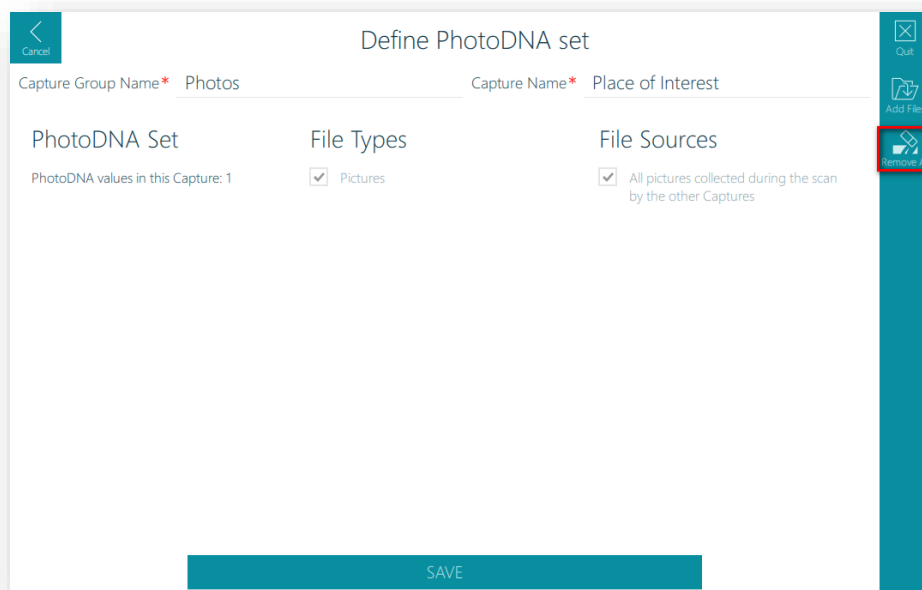 Cancel
Define PhotoDNA set
Quit
Capture Group Name* Photos
Capture Name* Place of Interest
Add File
PhotoDNA Set
File Types
File Sources
Remove A
PhotoDNA values in this Capture: 1
Pictures
All pictures collected during the scan
by the other Captures
SAVE